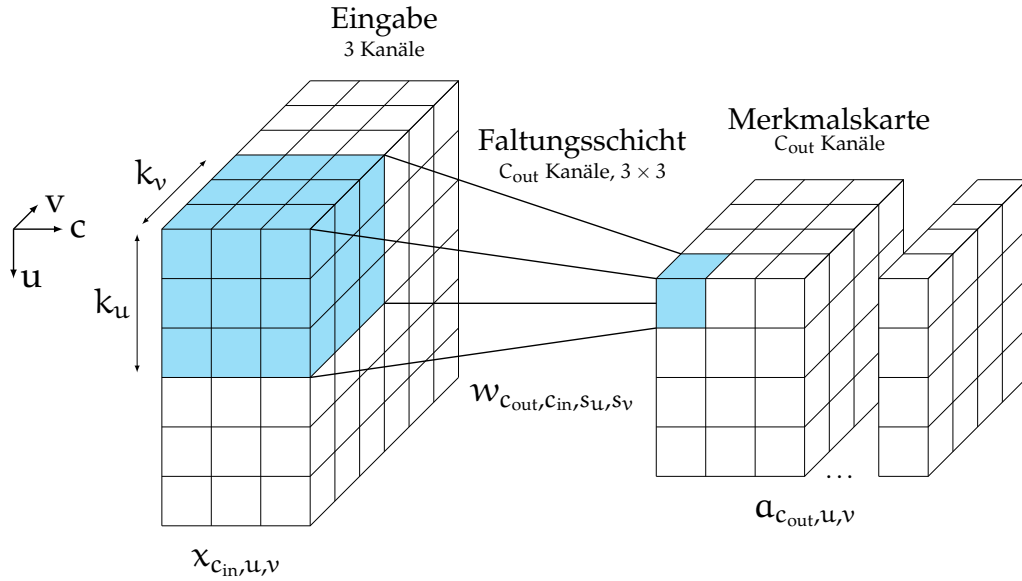 Eingabe
3 Kanäle
Faltungsschicht
C_out Kanäle, 3 × 3
Merkmalskarte
C_out Kanäle
k_v
v
c
u
k_u
w_{c_out,c_in,s_u,s_v}
...
x_{c_in,u,v}
a_{c_out,u,v}